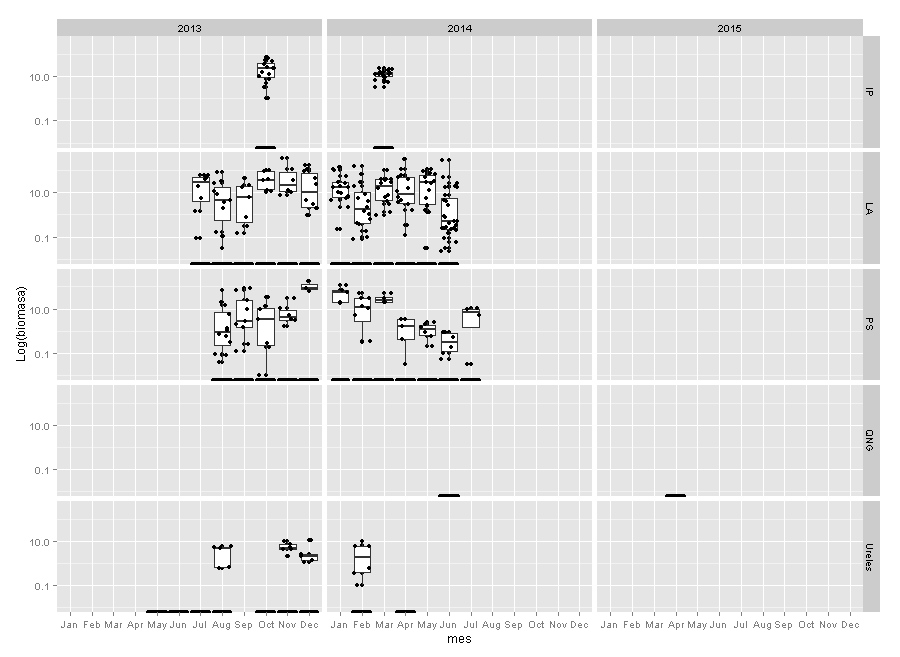 2013 2014 2015
10.0
0.1
IP
10.0
0.1
LA
Log(biomasa)
10.0
0.1
PS
10.0
0.1
QNG
10.0
0.1
Ureles
Jan Feb Mar Apr May Jun Jul Aug Sep Oct Nov Dec Jan Feb Mar Apr May Jun Jul Aug Sep Oct Nov Dec Jan Feb Mar Apr May Jun Jul Aug Sep Oct Nov Dec
mes